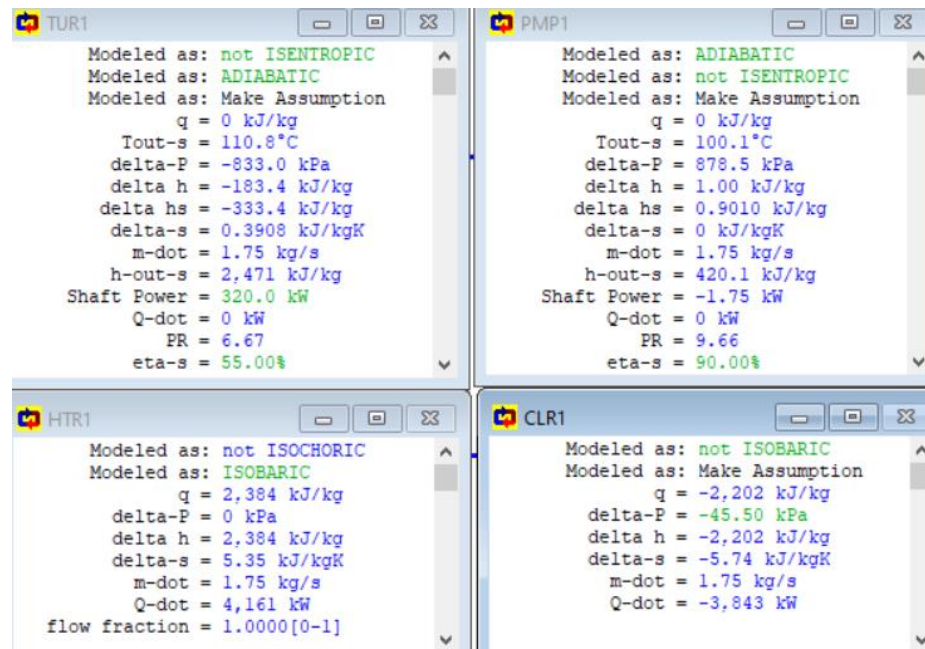 TUR1
Modeled as: not ISENTROPIC
Modeled as: ADIABATIC
Modeled as: Make Assumption
q = 0 kJ/kg
Tout-s = 110.8°C
delta-P = -833.0 kPa
delta h = -183.4 kJ/kg
delta hs = -333.4 kJ/kg
delta-s = 0.3908 kJ/kgK
m-dot = 1.75 kg/s
h-out-s = 2,471 kJ/kg
Shaft Power = 320.0 kW
Q-dot = 0 kW
PR = 6.67
eta-s = 55.00%
PMP1
Modeled as: ADIABATIC
Modeled as: not ISENTROPIC
Modeled as: Make Assumption
q = 0 kJ/kg
Tout-s = 100.1°C
delta-P = 878.5 kPa
delta h = 1.00 kJ/kg
delta hs = 0.9010 kJ/kg
delta-s = 0 kJ/kgK
m-dot = 1.75 kg/s
h-out-s = 420.1 kJ/kg
Shaft Power = -1.75 kW
Q-dot = 0 kW
PR = 9.66
eta-s = 90.00%
HTR1
Modeled as: not ISOCHORIC
Modeled as: ISOBARIC
q = 2,384 kJ/kg
delta-P = 0 kPa
delta h = 2,384 kJ/kg
delta-s = 5.35 kJ/kgK
m-dot = 1.75 kg/s
Q-dot = 4,161 kW
flow fraction = 1.0000[0-1]
CLR1
Modeled as: not ISOBARIC
Modeled as: Make Assumption
q = -2,202 kJ/kg
delta-P = -45.50 kPa
delta h = -2,202 kJ/kg
delta-s = -5.74 kJ/kgK
m-dot = 1.75 kg/s
Q-dot = -3,843 kW